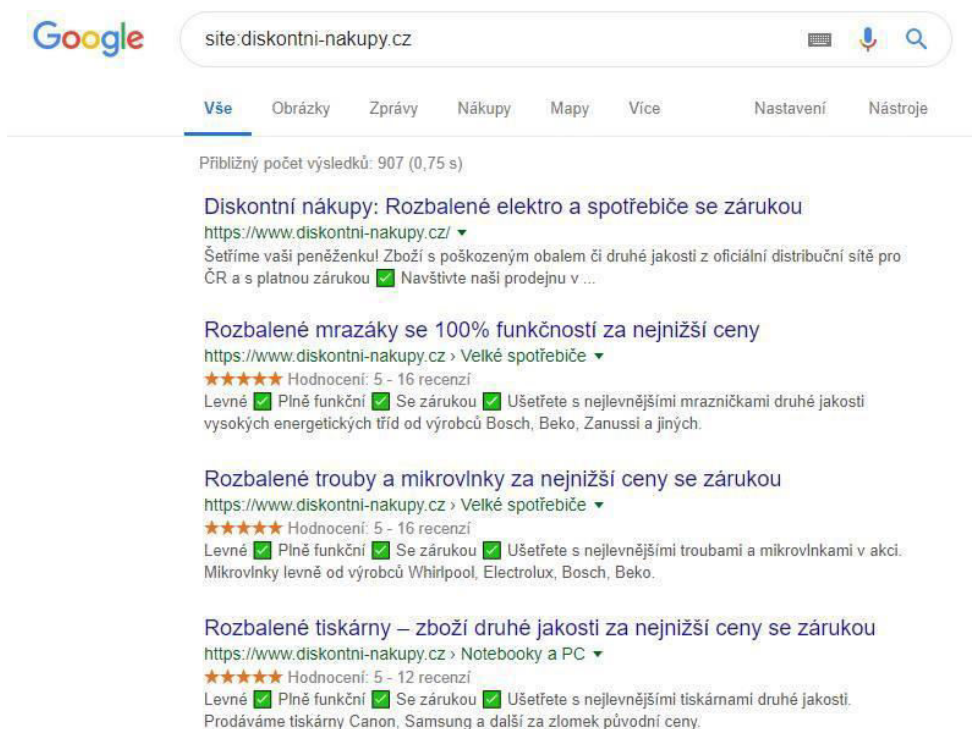 Google
site:diskontni-nakupy.cz
Vše Obrázky Zprávy Nákupy Mapy Více Nastavení Nástroje
Přibližný počet výsledků: 907 (0,75 s)
Diskontní nákupy: Rozbalené elektro a spotřebiče se zárukou
https://www.diskontni-nakupy.cz/
Šetříme vaši peněženku! Zboží s poškozeným obalem či druhé jakosti z oficiální distribuční sítě pro
ČR a s platnou zárukou ✅ Navštivte naši prodejnu v ...
Rozbalené mrazáky se 100% funkčností za nejnižší ceny
https://www.diskontni-nakupy.cz › Velké spotřebiče
★★★★★ Hodnocení: 5 - 16 recenzí
Levné ✅ Plně funkční ✅ Se zárukou ✅ Ušetřete s nejlevnějšími mrazničkami druhé jakosti
vysokých energetických tříd od výrobců Bosch, Beko, Zanussi a jiných.
Rozbalené trouby a mikrovlnky za nejnižší ceny se zárukou
https://www.diskontni-nakupy.cz › Velké spotřebiče
★★★★★ Hodnocení: 5 - 16 recenzí
Levné ✅ Plně funkční ✅ Se zárukou ✅ Ušetřete s nejlevnějšími troubami a mikrovlnkami v akci.
Mikrovlnky levně od výrobců Whirlpool, Electrolux, Bosch, Beko.
Rozbalené tiskárny – zboží druhé jakosti za nejnižší ceny se zárukou
https://www.diskontni-nakupy.cz › Notebooky a PC
★★★★★ Hodnocení: 5 - 12 recenzí
Levné ✅ Plně funkční ✅ Se zárukou ✅ Ušetřete s nejlevnějšími tiskárnami druhé jakosti.
Prodáváme tiskárny Canon, Samsung a další za zlomek původní ceny.